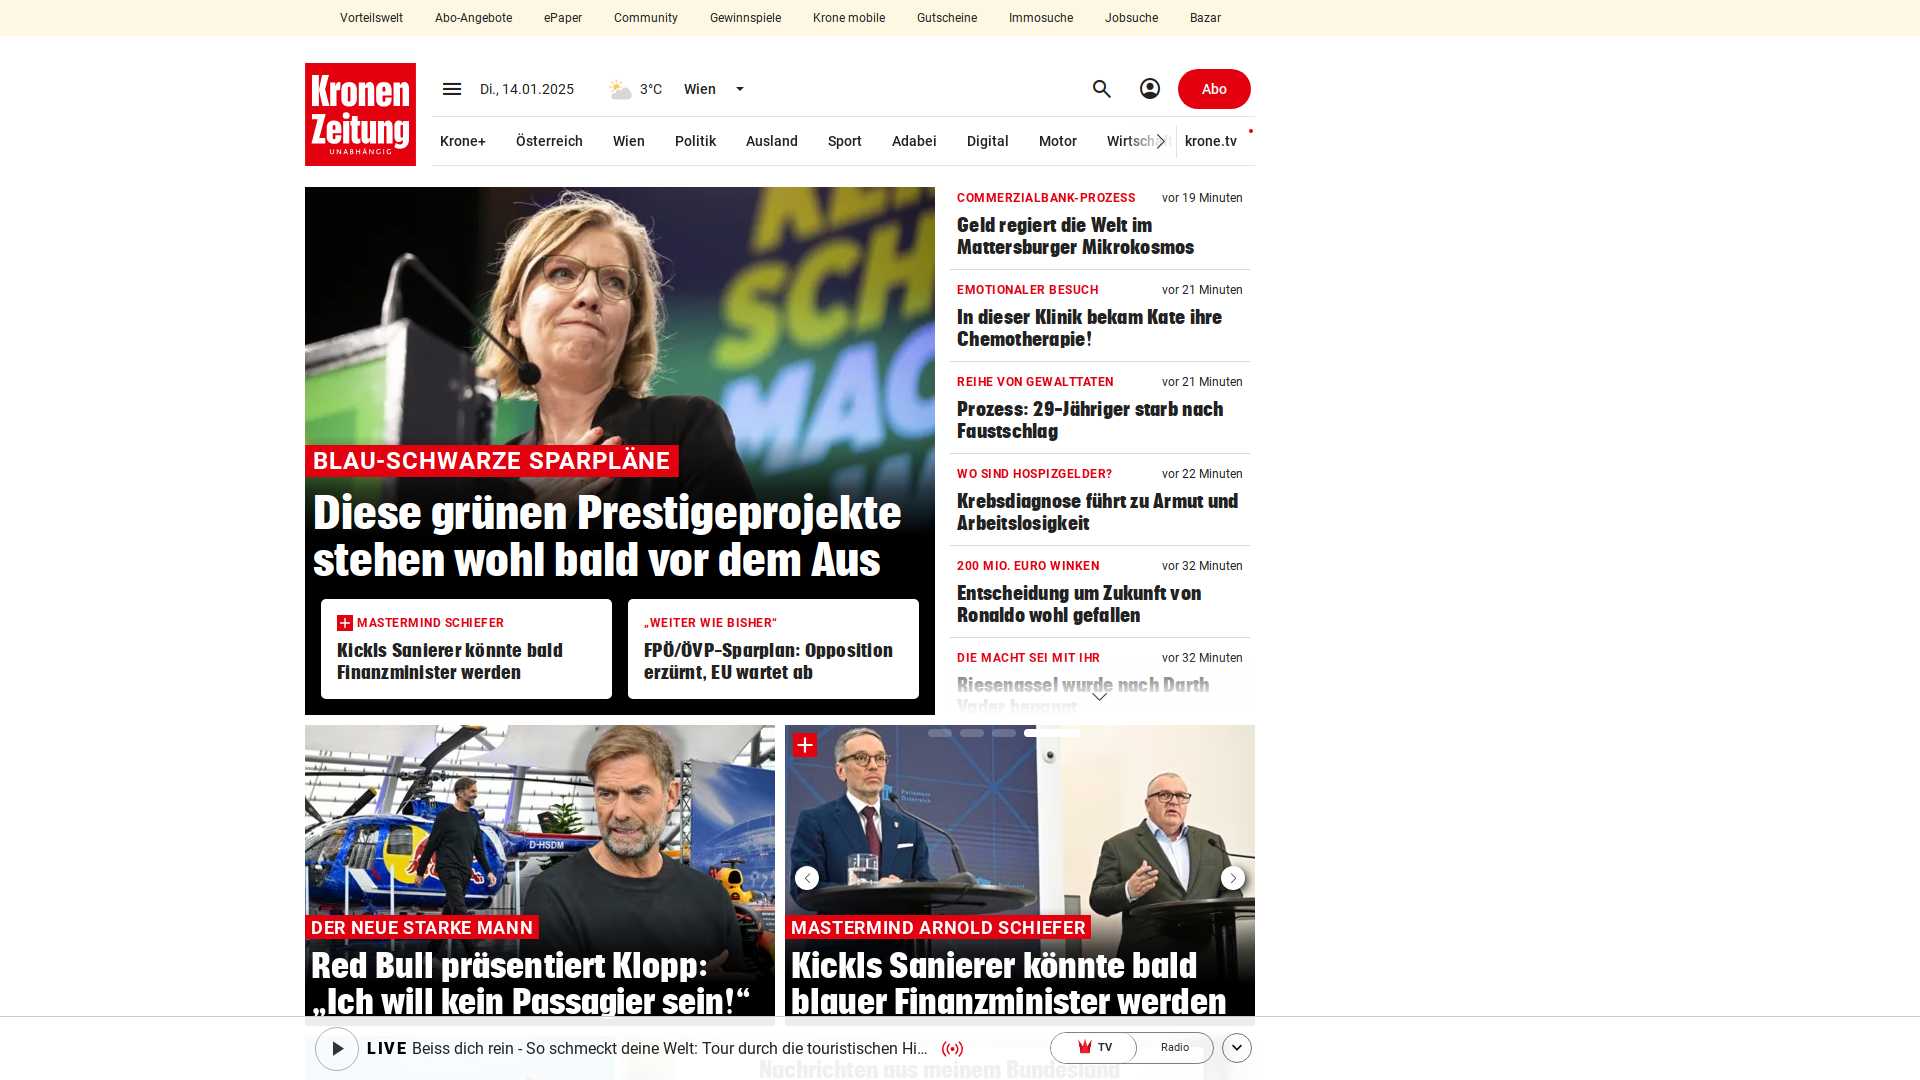 Vorteilswelt Abo-Angebote ePaper Community Gewinnspiele Krone mobile Gutscheine Immosuche Jobsuche Bazar
Kronen
Zeitung
UNABHÄNGIG
Di., 14.01.2025 3°C Wien Abo
Krone+ Österreich Wien Politik Ausland Sport Adabei Digital Motor Wirtschaft krone.tv
BLAU-SCHWARZE SPARPLÄNE
Diese grünen Prestigeprojekte
stehen wohl bald vor dem Aus
MASTERMIND SCHIEFER
Kickls Sanierer könnte bald
Finanzminister werden
„WEITER WIE BISHER“
FPÖ/ÖVP-Sparplan: Opposition
erzürnt, EU wartet ab
COMMERZIALBANK-PROZESS vor 19 Minuten
Geld regiert die Welt im
Mattersburger Mikrokosmos
EMOTIONALER BESUCH vor 21 Minuten
In dieser Klinik bekam Kate ihre
Chemotherapie!
REIHE VON GEWALTTATEN vor 21 Minuten
Prozess: 29-Jähriger starb nach
Faustschlag
WO SIND HOSPIZGELDER? vor 22 Minuten
Krebsdiagnose führt zu Armut und
Arbeitslosigkeit
200 MIO. EURO WINKEN vor 32 Minuten
Entscheidung um Zukunft von
Ronaldo wohl gefallen
DIE MACHT SEI MIT IHR vor 32 Minuten
Riesenassel wurde nach Darth
Vader benannt
D-HSDM
DER NEUE STARKE MANN
Red Bull präsentiert Klopp:
„Ich will kein Passagier sein!“
Parlament
Österreich
MASTERMIND ARNOLD SCHIEFER
Kickls Sanierer könnte bald
blauer Finanzminister werden
LIVE Beiss dich rein - So schmeckt deine Welt: Tour durch die touristischen Hi... TV Radio
Nachrichten aus meinem Bundesland